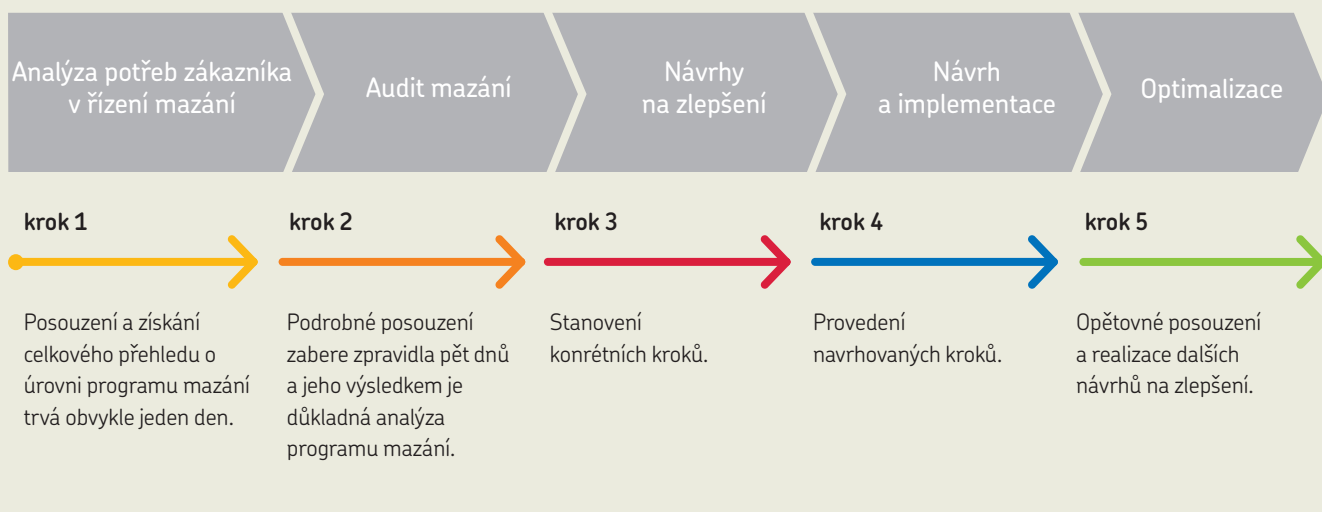 Analýza potřeb zákazníka
v řízení mazání
Audit mazání
Návrhy
na zlepšení
Návrh
a implementace
Optimalizace
krok 1
Posouzení a získání
celkového přehledu o
úrovni programu mazání
trvá obvykle jeden den.
krok 2
Podrobné posouzení
zabere zpravidla pět dnů
a jeho výsledkem je
důkladná analýza
programu mazání.
krok 3
Stanovení
konrétních kroků.
krok 4
Provedení
navrhovaných kroků.
krok 5
Opětovné posouzení
a realizace dalších
návrhů na zlepšení.